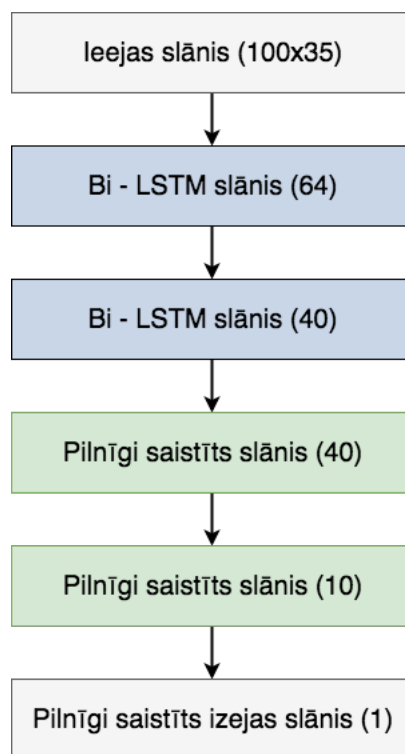 Ieejas slānis (100x35)
Bi - LSTM slānis (64)
Bi - LSTM slānis (40)
Pilnīgi saistīts slānis (40)
Pilnīgi saistīts slānis (10)
Pilnīgi saistīts izejas slānis (1)